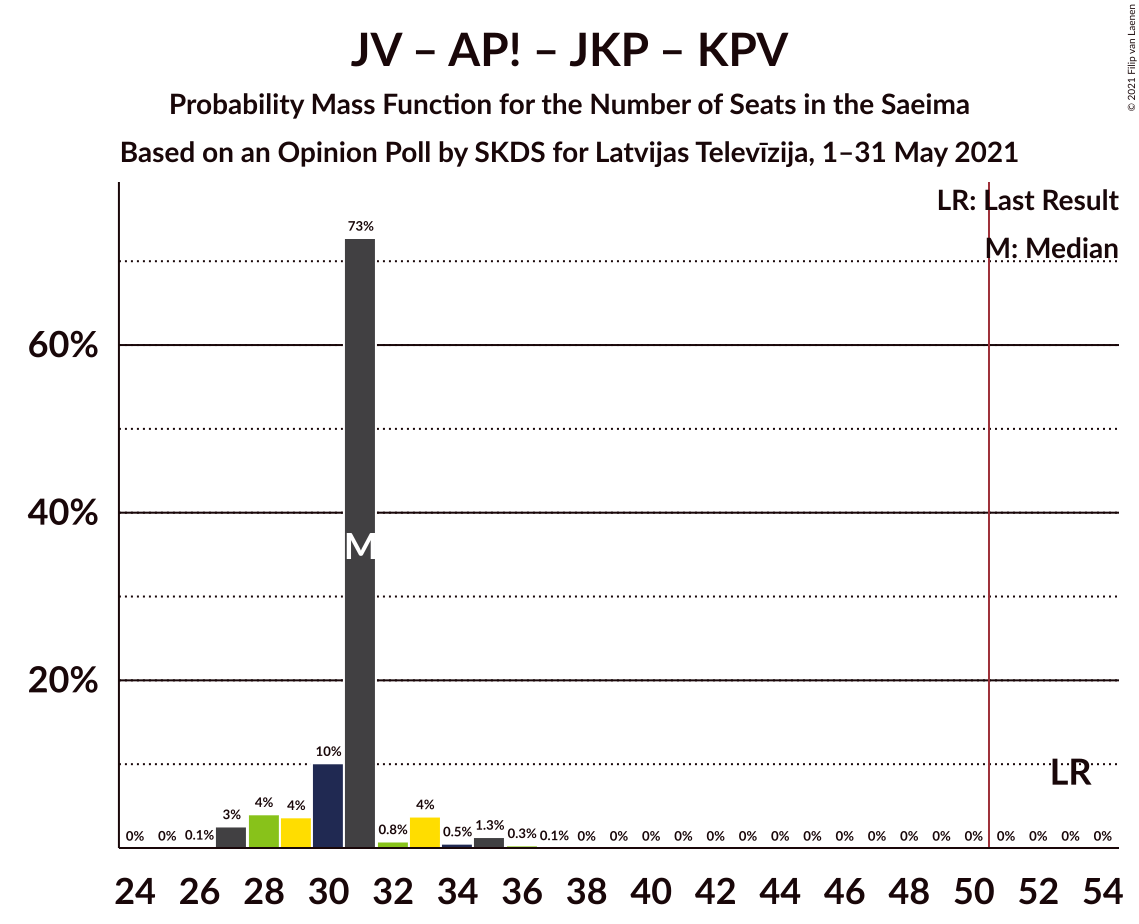 JV – AP! – JKP – KPV
Probability Mass Function for the Number of Seats in the Saeima
Based on an Opinion Poll by SKDS for Latvijas Televīzija, 1–31 May 2021
© 2021 Filip van Laenen
LR: Last Result
M: Median
60%
40%
20%
0% 0% 0.1% 3% 4% 4% 10% 73% 0.8% 4% 0.5% 1.3% 0.3% 0.1% 0% 0% 0% 0% 0% 0% 0% 0% 0% 0% 0% 0% 0% 0% 0% 0% 0%
M
LR
24 26 28 30 32 34 36 38 40 42 44 46 48 50 52 54